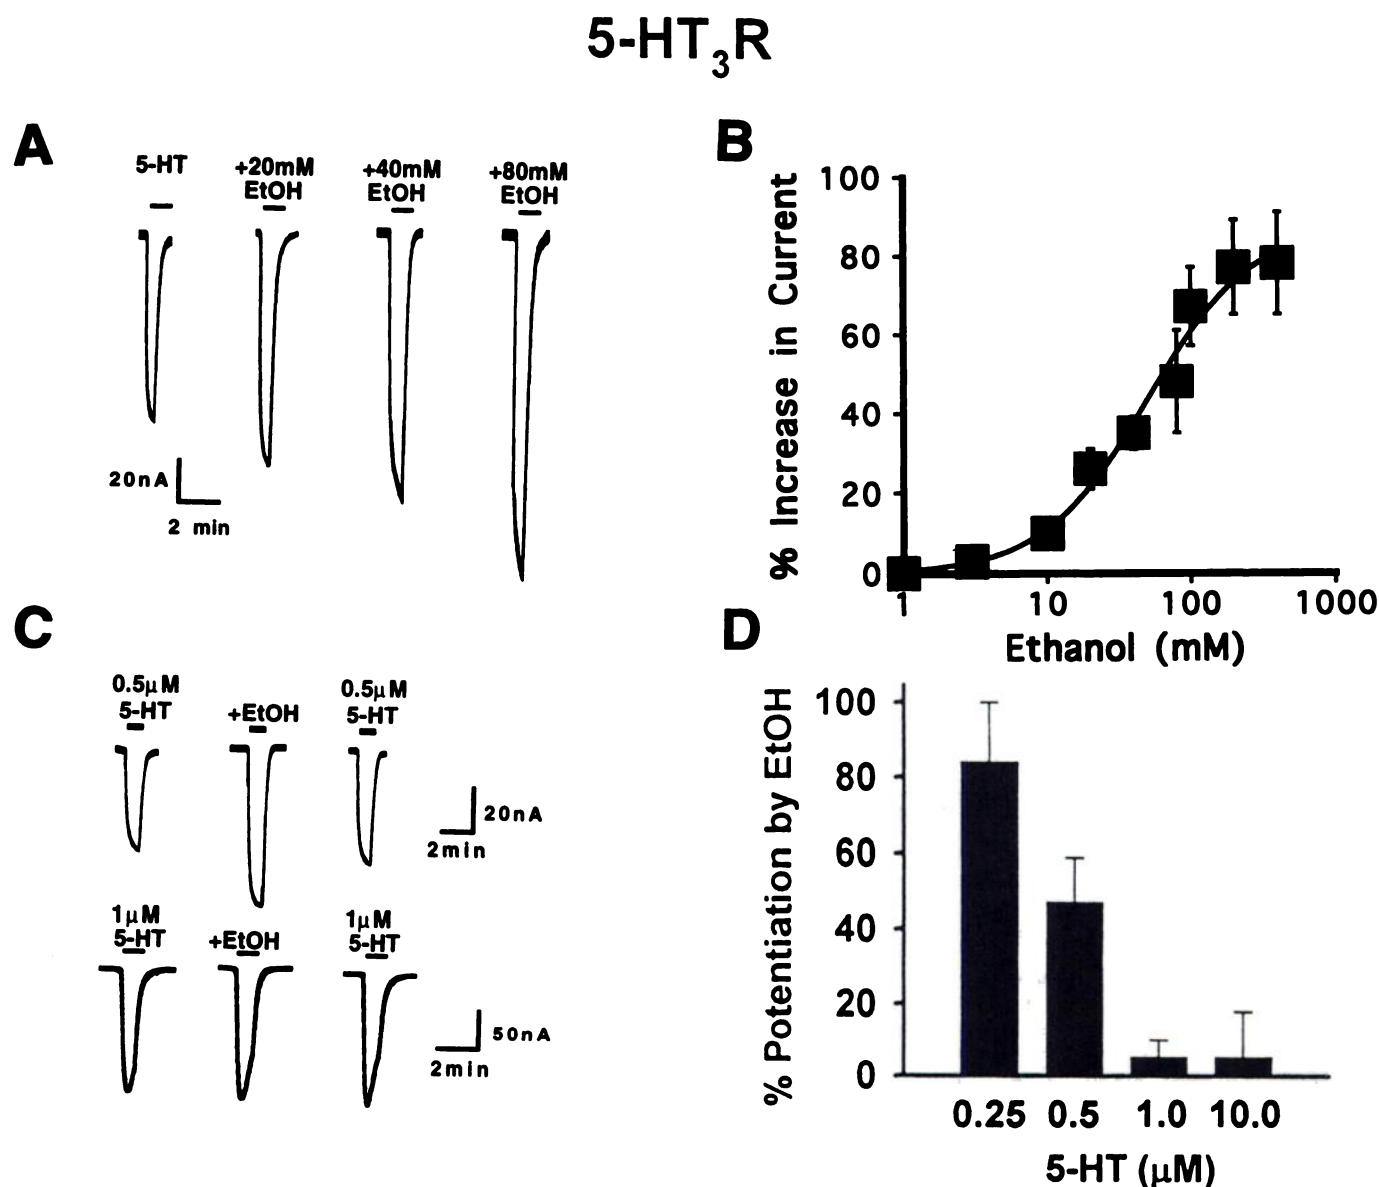 5-HT3R
A
5-HT
+20mM
EtOH
+40mM
EtOH
+80mM
EtOH
20nA
2 min
B
% Increase in Current
100
80
60
40
20
0
1
10
100
1000
Ethanol (mM)
C
0.5µM
5-HT
+EtOH
0.5µM
5-HT
20nA
2min
1µM
5-HT
+EtOH
1µM
5-HT
50nA
2min
D
% Potentiation by EtOH
100
80
60
40
20
0
0.25
0.5
1.0
10.0
5-HT (µM)